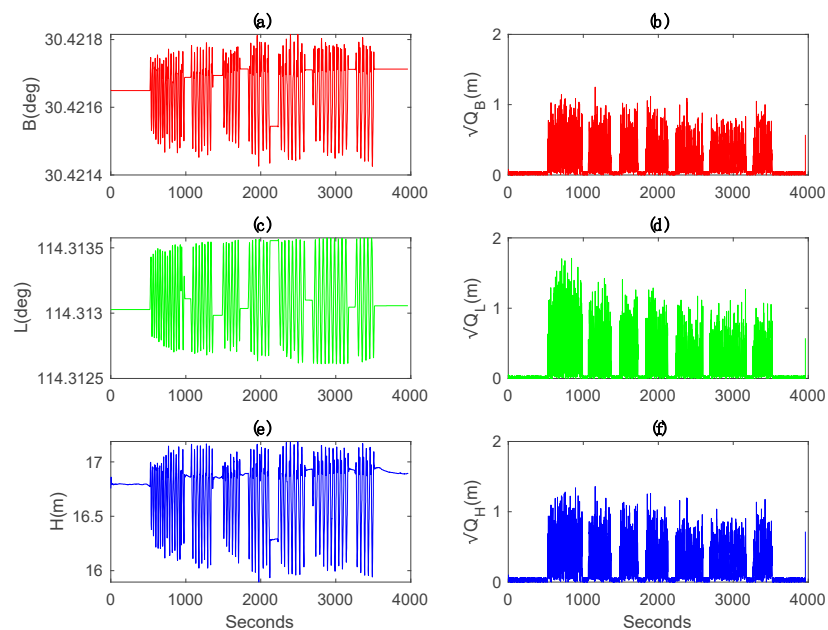 (a)
30.4218
30.4216
30.4214
B(deg)
0 1000 2000 3000 4000
(b)
2
1
0
√Q_B(m)
0 1000 2000 3000 4000
(c)
114.3135
114.313
114.3125
L(deg)
0 1000 2000 3000 4000
(d)
2
1
0
√Q_L(m)
0 1000 2000 3000 4000
(e)
17
16.5
16
H(m)
0 1000 2000 3000 4000
Seconds
(f)
2
1
0
√Q_H(m)
0 1000 2000 3000 4000
Seconds